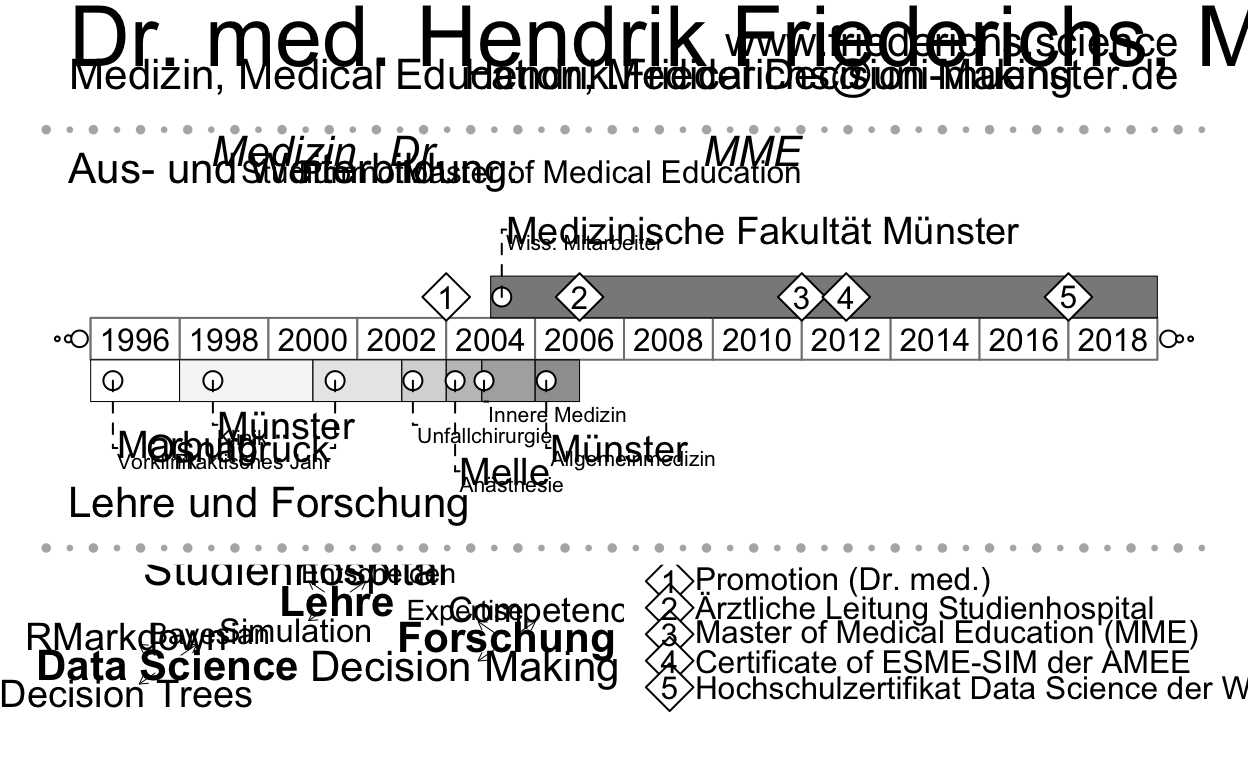 Dr. med. Hendrik Friederichs, M
www.friederichs.science
Medizin, Medical Education, Medical Decision-Making
Hendrik.Friederichs@uni-muenster.de
Medizin Dr. MME
Aus- und Weiterbildung:
Studium Promotion Master of Medical Education
Medizinische Fakultät Münster
Wiss. Mitarbeiter
1 2 3 4 5
1996 1998 2000 2002 2004 2006 2008 2010 2012 2014 2016 2018
Innere Medizin
Münster
Klinik
Unfallchirurgie
Marburg
Osnabrück
Münster
Vorklinik
Praktisches Jahr
Allgemeinmedizin
Melle
Anästhesie
Lehre und Forschung
Studienhospital
Entscheiden
Lehre
Expertise
Competenc
RMarkdown
Bayesian
Simulation
Forschung
Data Science
Decision Making
Decision Trees
1 Promotion (Dr. med.)
2 Ärztliche Leitung Studienhospital
3 Master of Medical Education (MME)
4 Certificate of ESME-SIM der AMEE
5 Hochschulzertifikat Data Science der W